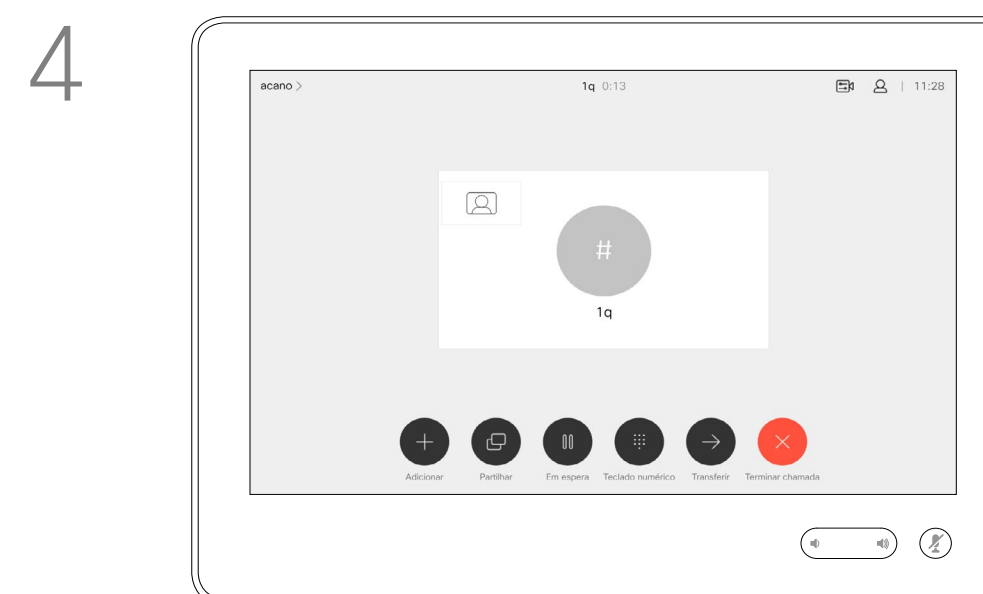 4
acano > 1q 0:13 | 11:28
#
1q
Adicionar Partilhar Em espera Teclado numérico Transferir Terminar chamada